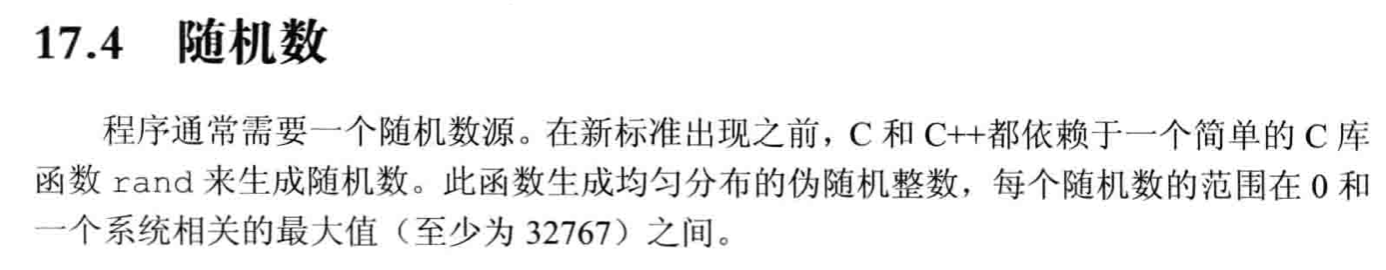 17.4 随机数
程序通常需要一个随机数源。在新标准出现之前，C 和 C++都依赖于一个简单的 C 库
函数 rand 来生成随机数。此函数生成均匀分布的伪随机整数，每个随机数的范围在 0 和
一个系统相关的最大值（至少为 32767）之间。